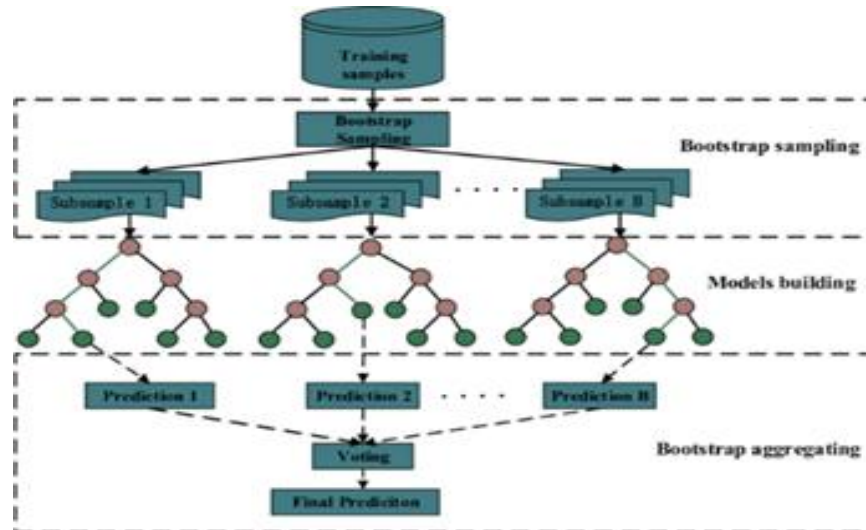 Training
samples
Bootstrap
Sampling
Bootstrap sampling
Subsample 1
Subsample 2
. . . . .
Subsample B
Models building
Prediction 1
Prediction 2
. . . .
Prediction B
Voting
Bootstrap aggregating
Final Prediciton